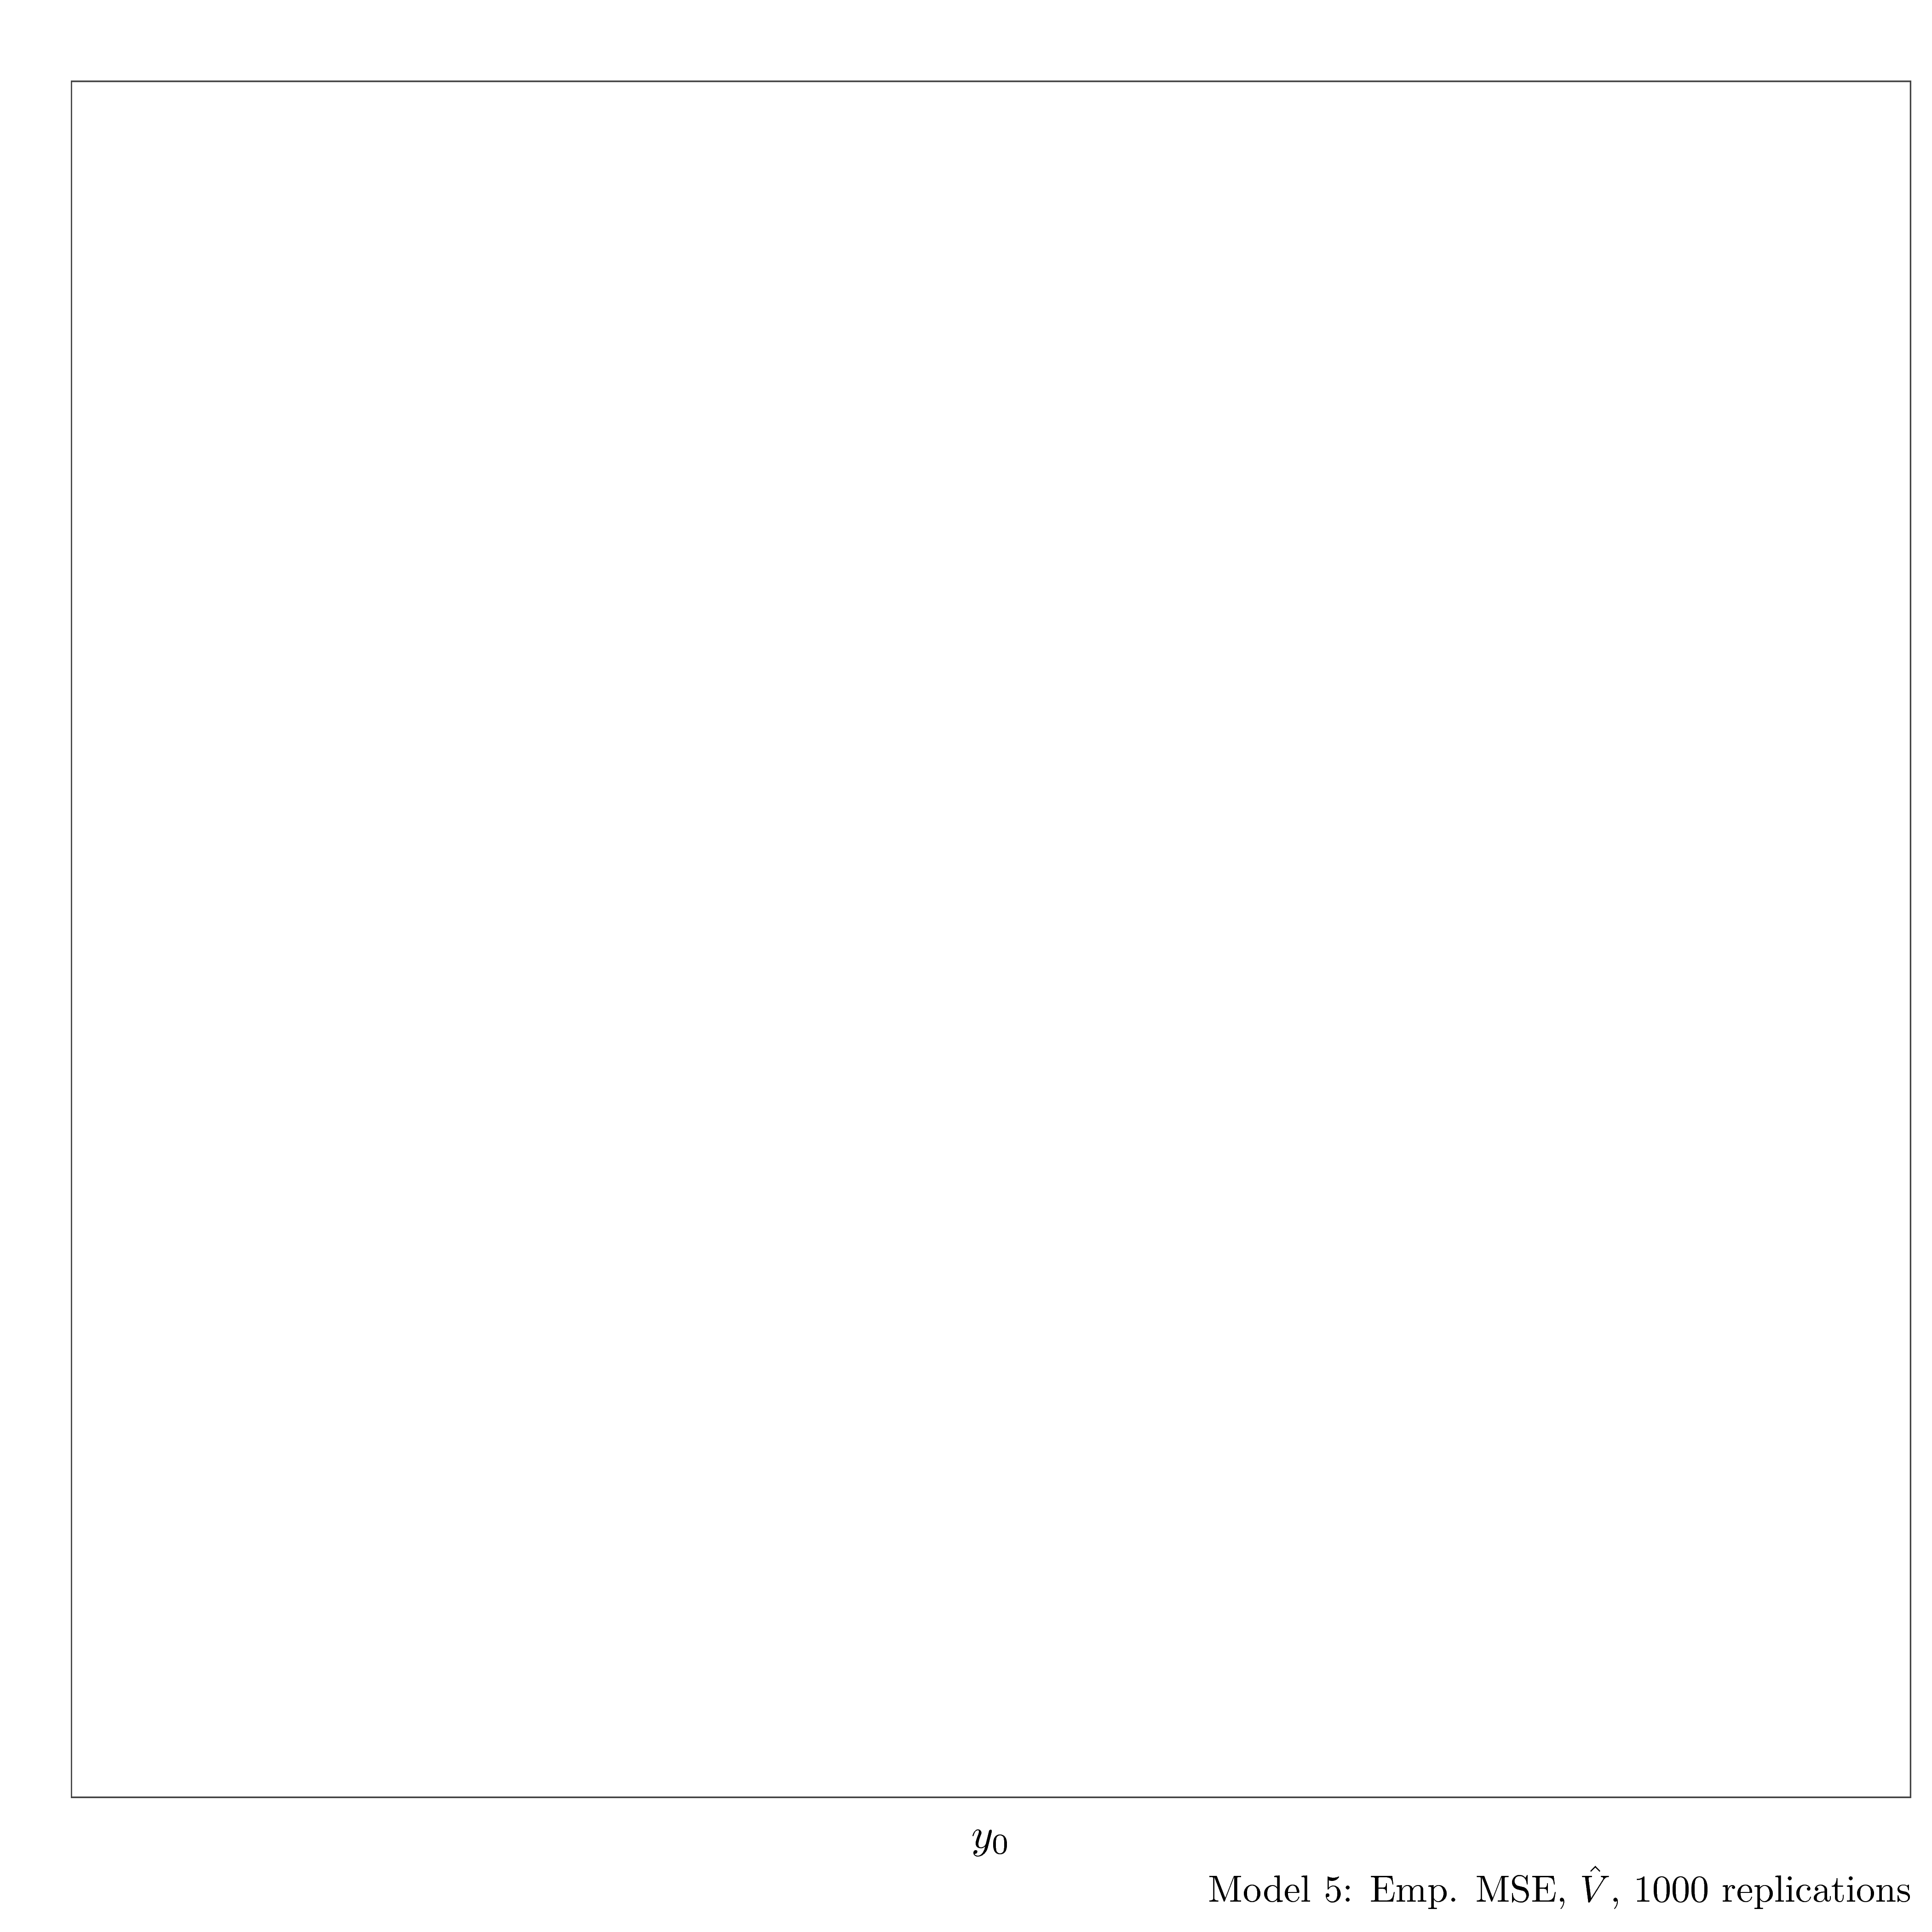 y₀
Model 5: Emp. MSE, V̂, 1000 replications